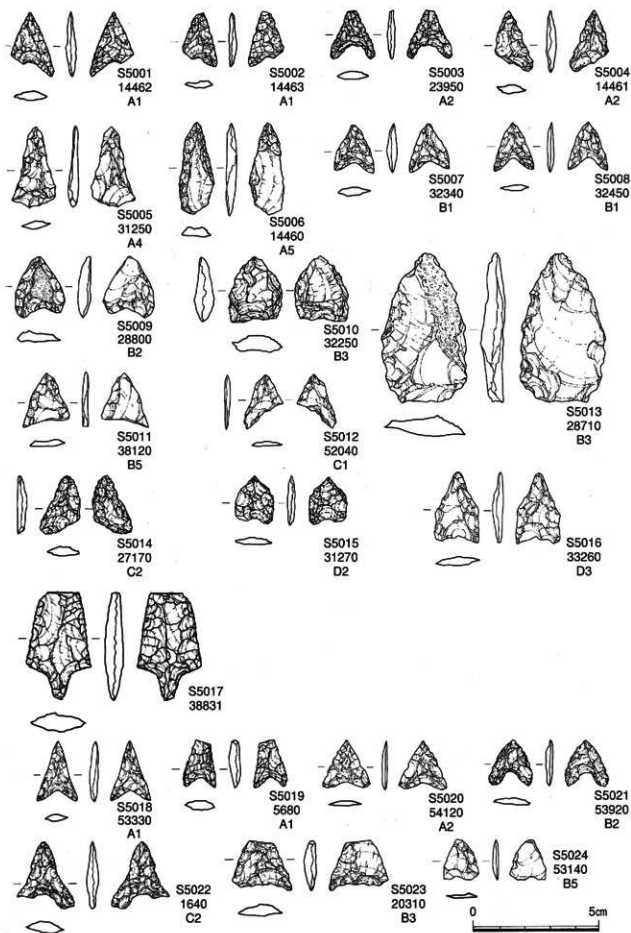 S5001
14462
A1
S5002
14463
A1
S5003
23950
A2
S5004
14461
A2
S5005
31250
A4
S5006
14460
A5
S5007
32340
B1
S5008
32450
B1
S5009
28800
B2
S5010
32250
B3
S5013
28710
B3
S5011
38120
B5
S5012
52040
C1
S5014
27170
C2
S5015
31270
D2
S5016
33260
D3
S5017
38831
S5018
53330
A1
S5019
5680
A1
S5020
54120
A2
S5021
53920
B2
S5022
1640
C2
S5023
20310
B3
S5024
53140
B5
0 5cm